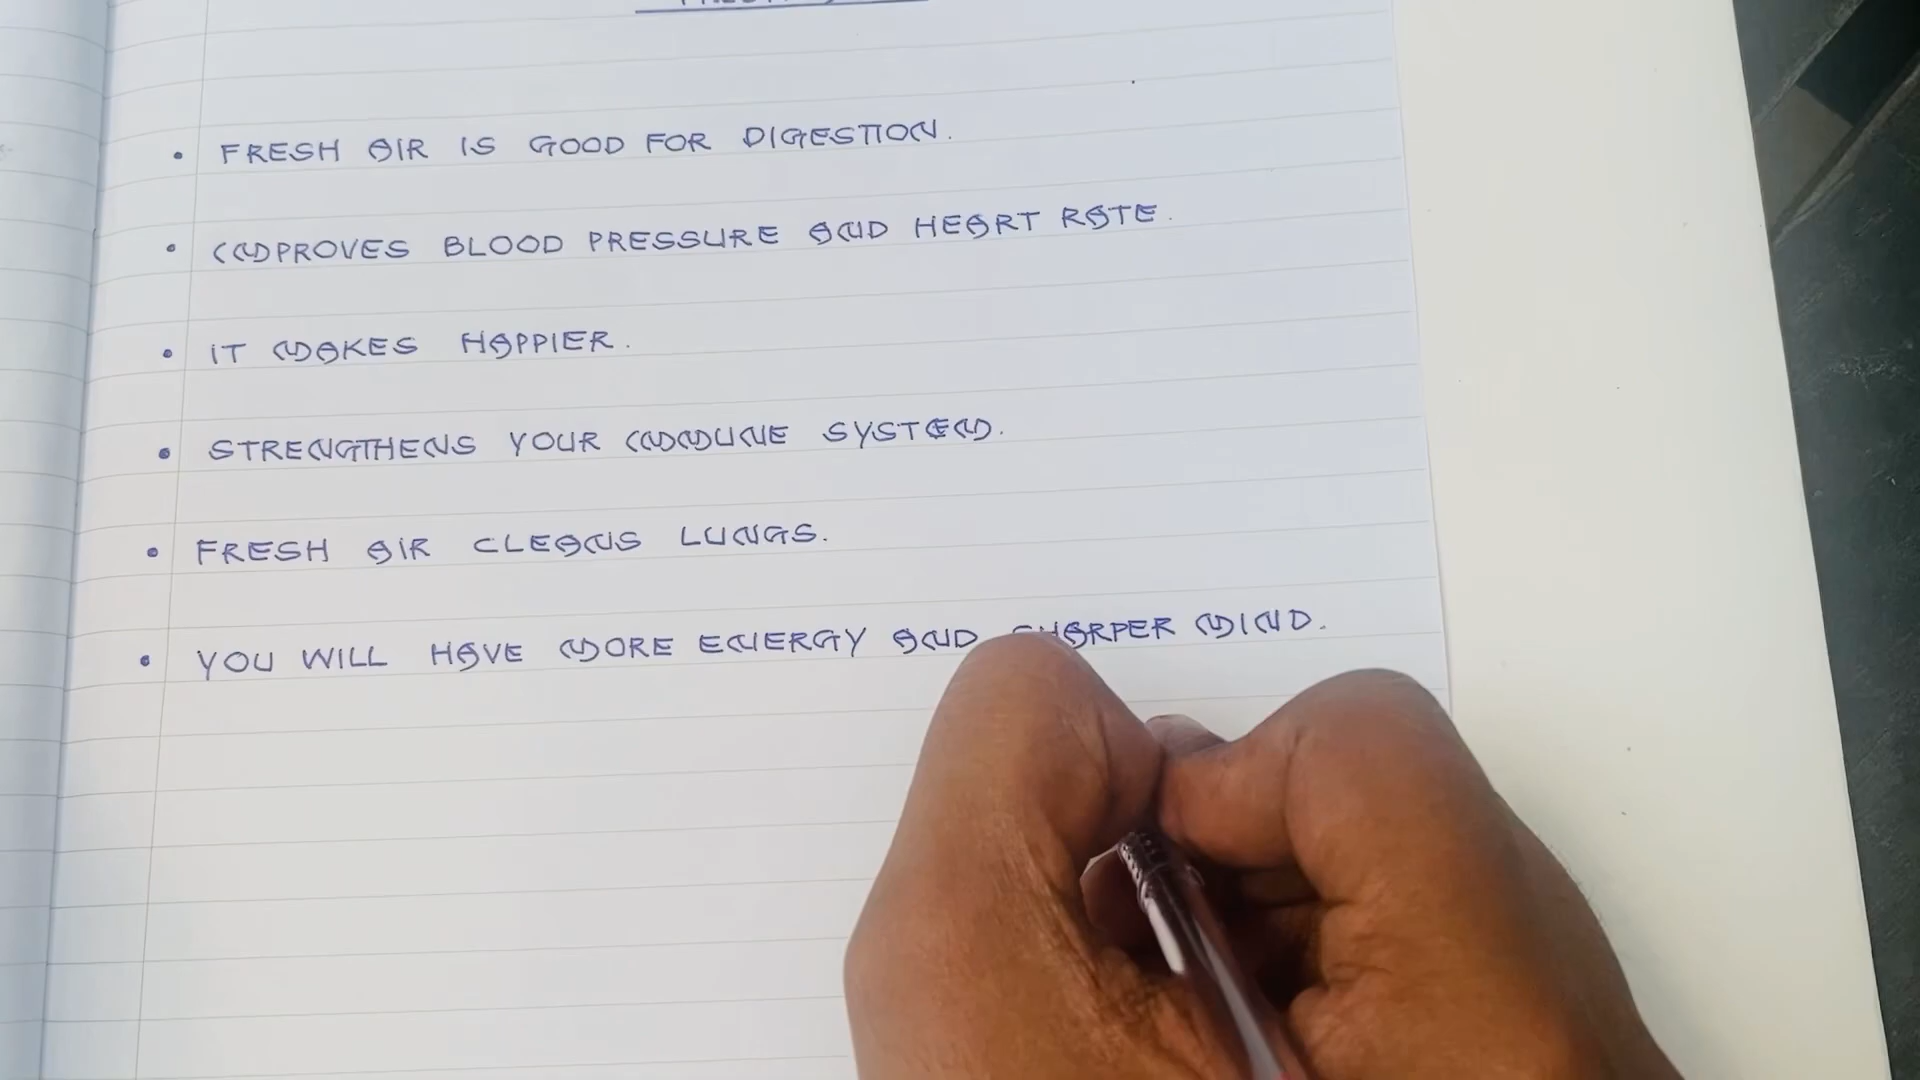 • FRESH AIR IS GOOD FOR DIGESTION.
• IMPROVES BLOOD PRESSURE AND HEART RATE.
• IT MAKES HAPPIER.
• STRENGTHENS YOUR IMMUNE SYSTEM.
• FRESH AIR CLEANS LUNGS.
• YOU WILL HAVE MORE ENERGY AND SHARPER MIND.